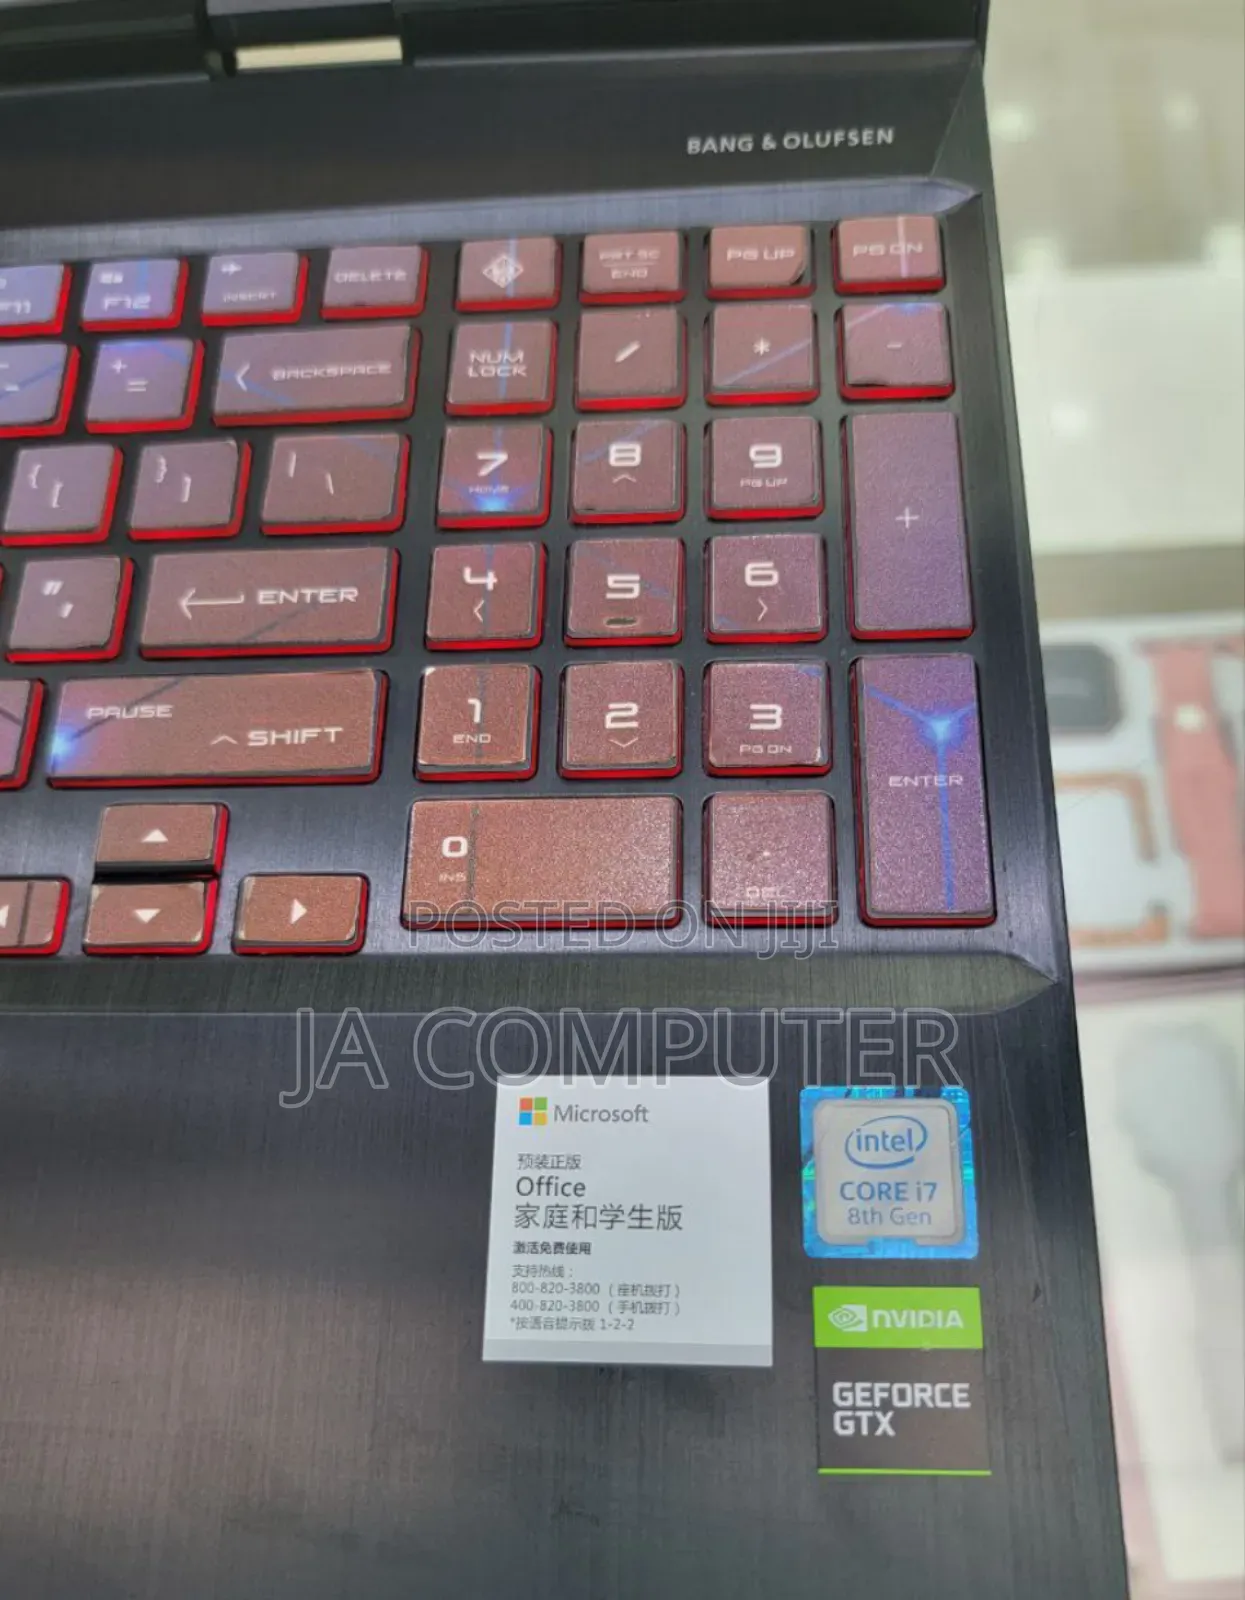 BANG & OLUFSEN
F11 F12 INSERT DELETE PRT SC PG UP PG DN
END
+ = BACKSPACE NUM LOCK / * -
{ [ } ] | \ 7 8 9 +
HOME PG UP
" ' ENTER 4 5 6
PAUSE SHIFT 1 2 3 ENTER
END PG DN
0 .
INS DEL
POSTED ON JIJI
JA COMPUTER
Microsoft
预装正版
Office
家庭和学生版
激活免费使用
支持热线：
800-820-3800（座机拨打）
400-820-3800（手机拨打）
*按语音提示拨 1-2-2
intel
CORE i7
8th Gen
NVIDIA
GEFORCE
GTX